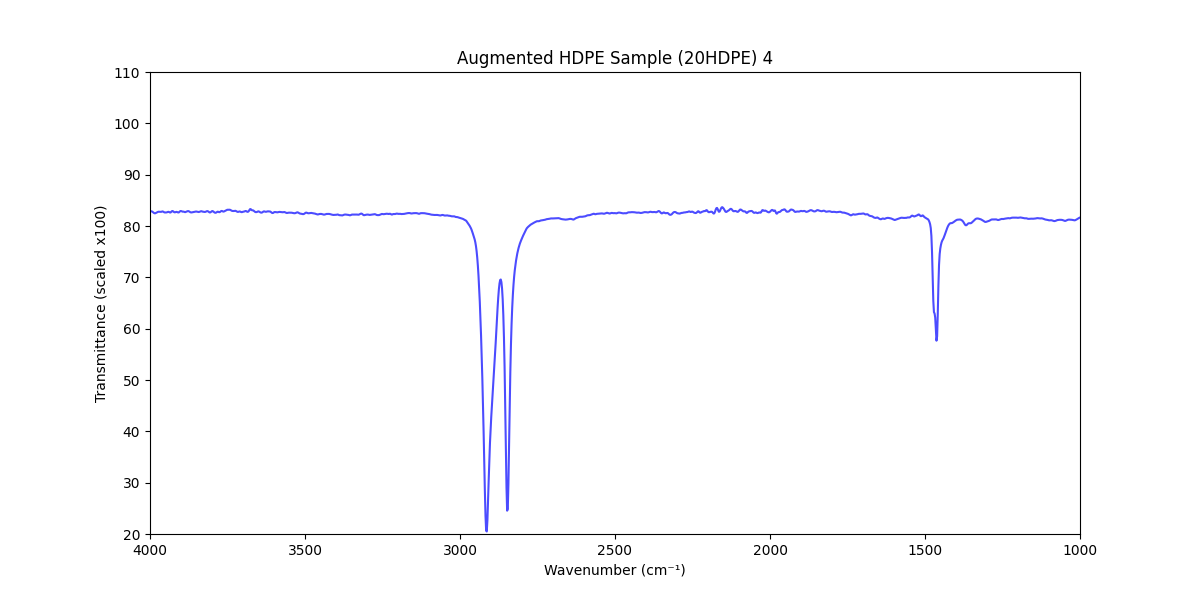 Augmented HDPE Sample (20HDPE) 4
110
100
90
80
70
60
50
40
30
20
Transmittance (scaled x100)
4000 3500 3000 2500 2000 1500 1000
Wavenumber (cm⁻¹)